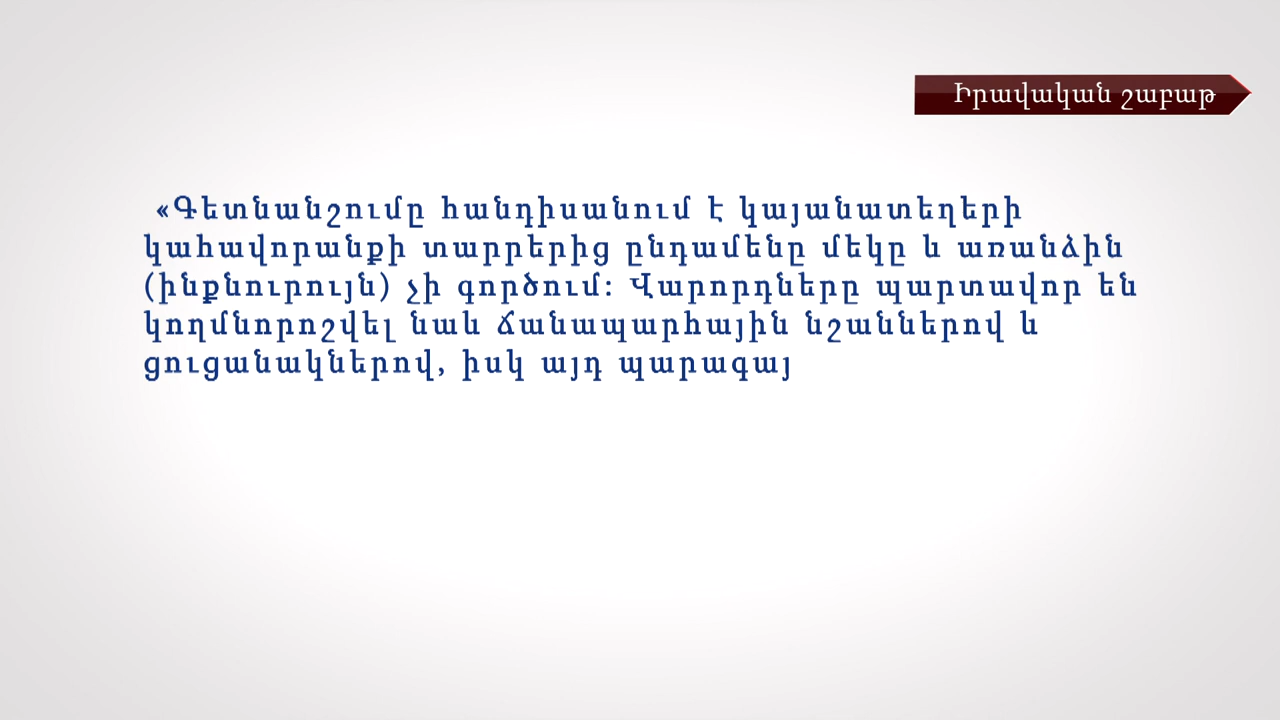 Իրավական շաբաթ
«Գետնանշումը հանդիսանում է կայանատեղերի
կահավորանքի տարրերից ընդամենը մեկը և առանձին
(ինքնուրույն) չի գործում: Վարորդները պարտավոր են
կողմնորոշվել նաև ճանապարհային նշաններով և
ցուցանակներով, իսկ այդ պարագայ